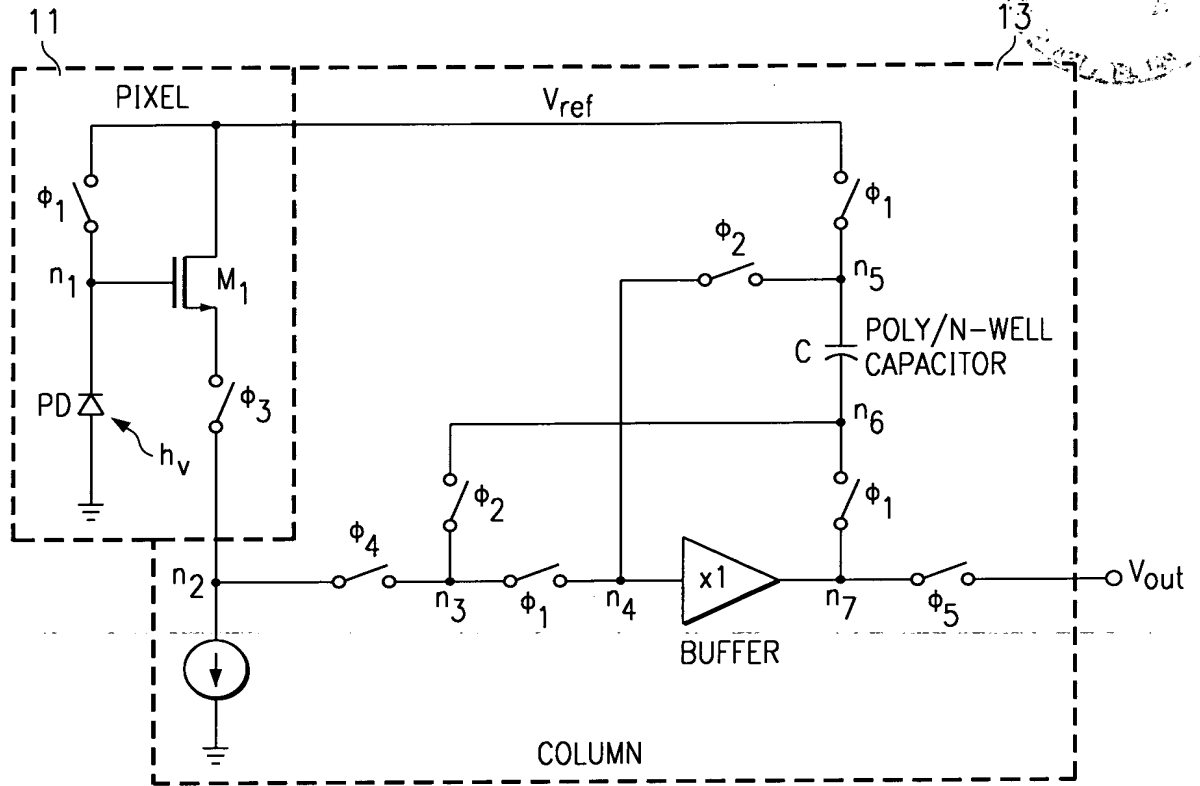 11
13
PIXEL
Vref
ϕ1
ϕ1
ϕ2
n1
M1
n5
POLY/N-WELL
CAPACITOR
C
PD
ϕ3
n6
hv
ϕ2
ϕ1
ϕ4
n2
n3
ϕ1
n4
x1
n7
ϕ5
Vout
BUFFER
COLUMN